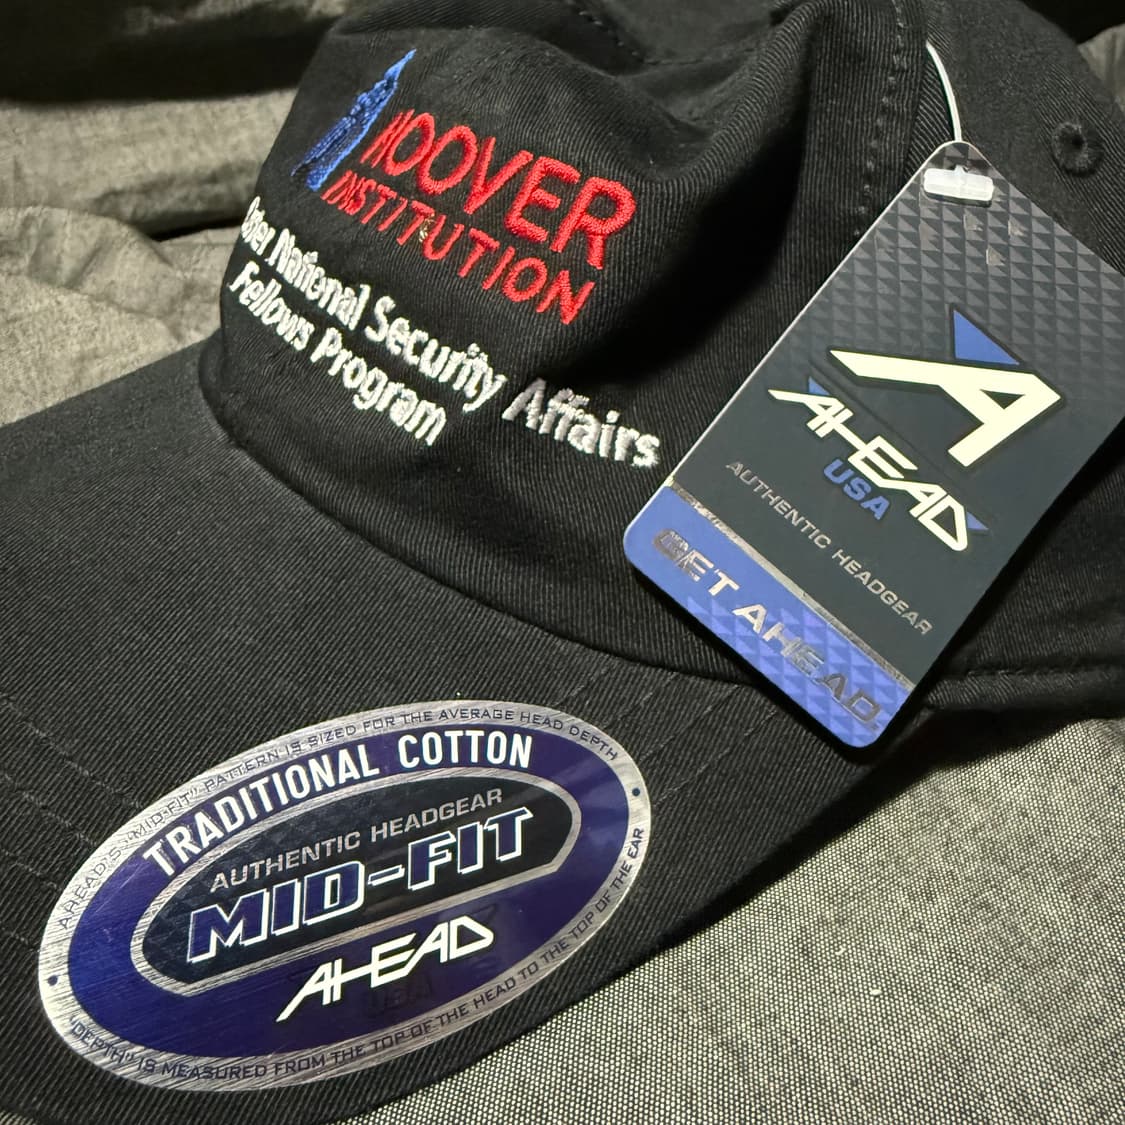 HOOVER
INSTITUTION
National Security Affairs
Fellows Program
A
AHEAD
USA
AUTHENTIC HEADGEAR
GET AHEAD.
AHEAD'S "MID-FIT" PATTERN IS SIZED FOR THE AVERAGE HEAD DEPTH
TRADITIONAL COTTON
AUTHENTIC HEADGEAR
MID-FIT
AHEAD
"DEPTH" IS MEASURED FROM THE TOP OF THE HEAD TO THE TOP OF THE EAR